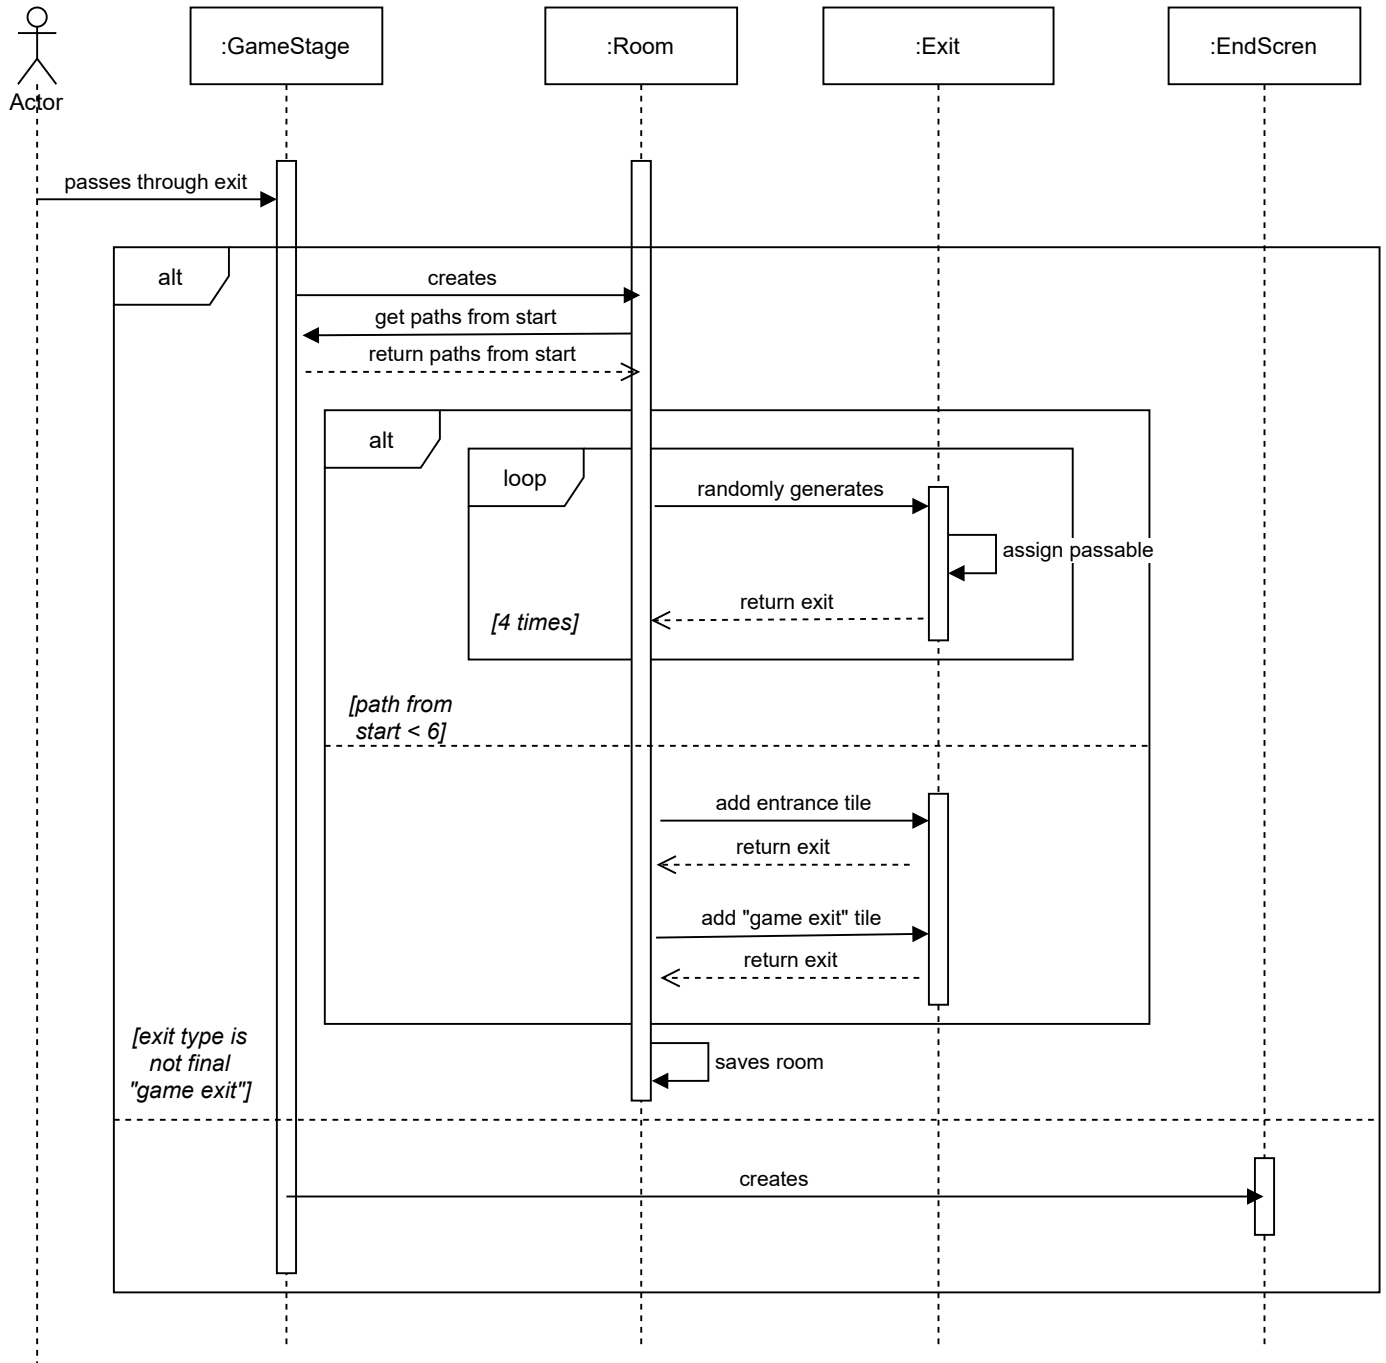 :GameStage
:Room
:Exit
:EndScren
Actor
passes through exit
alt
creates
get paths from start
return paths from start
alt
loop
randomly generates
assign passable
return exit
[4 times]
[path from
start < 6]
add entrance tile
return exit
add "game exit" tile
return exit
[exit type is
not final
"game exit"]
saves room
creates